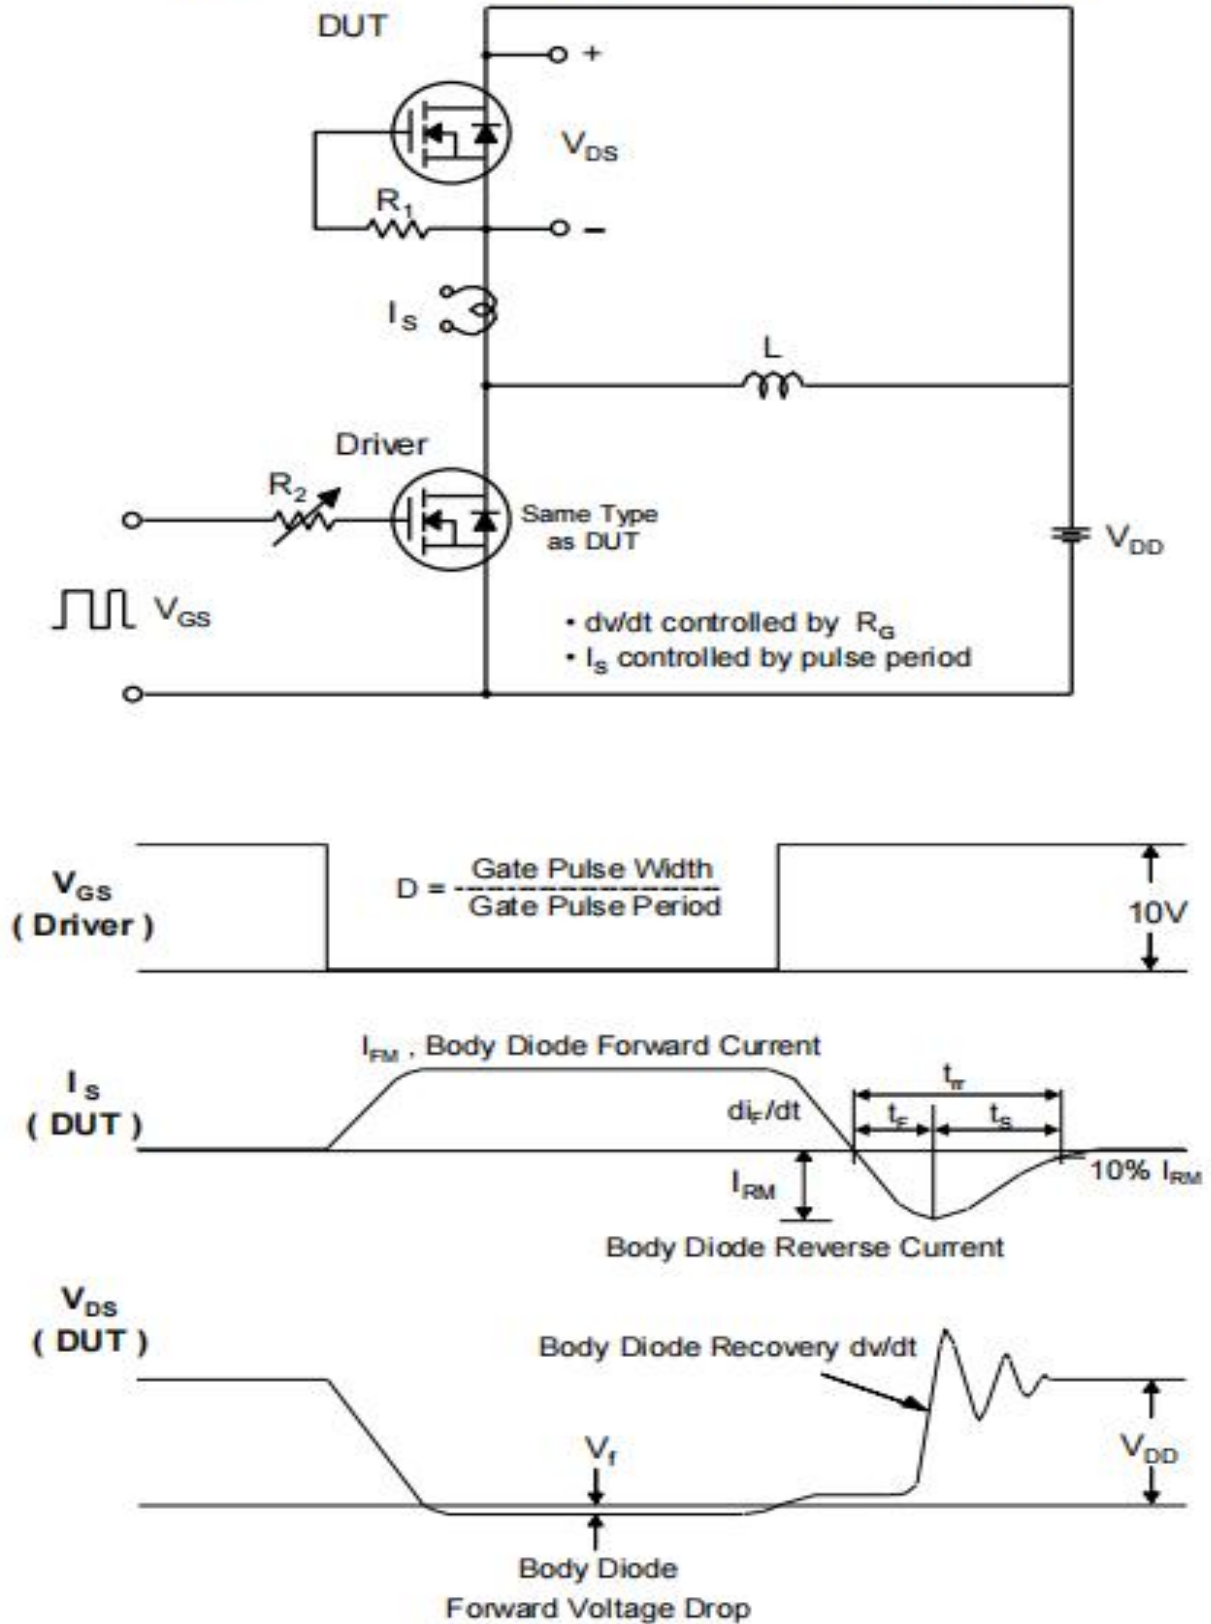 DUT
+
V_DS
R_1
–
I_S
L
Driver
R_2
Same Type
as DUT
V_DD
V_GS
• dv/dt controlled by R_G
• I_S controlled by pulse period
V_GS
( Driver )
D = Gate Pulse Width
Gate Pulse Period
10V
I_FM , Body Diode Forward Current
I_S
( DUT )
di_F/dt
t_rr
t_F
t_S
I_RM
10% I_RM
Body Diode Reverse Current
V_DS
( DUT )
Body Diode Recovery dv/dt
V_f
V_DD
Body Diode
Forward Voltage Drop